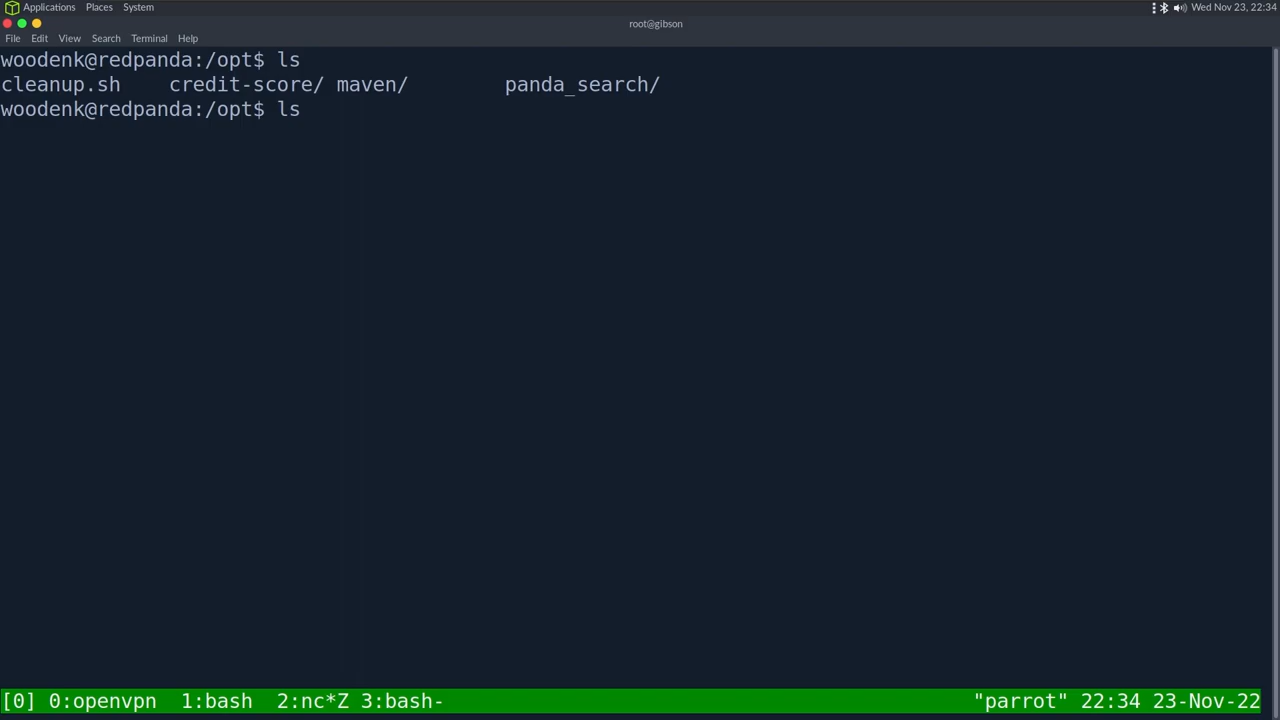 Applications Places System Wed Nov 23, 22:34
root@gibson
File Edit View Search Terminal Help
woodenk@redpanda:/opt$ ls
cleanup.sh credit-score/ maven/ panda_search/
woodenk@redpanda:/opt$ ls
[0] 0:openvpn 1:bash 2:nc*Z 3:bash- "parrot" 22:34 23-Nov-22